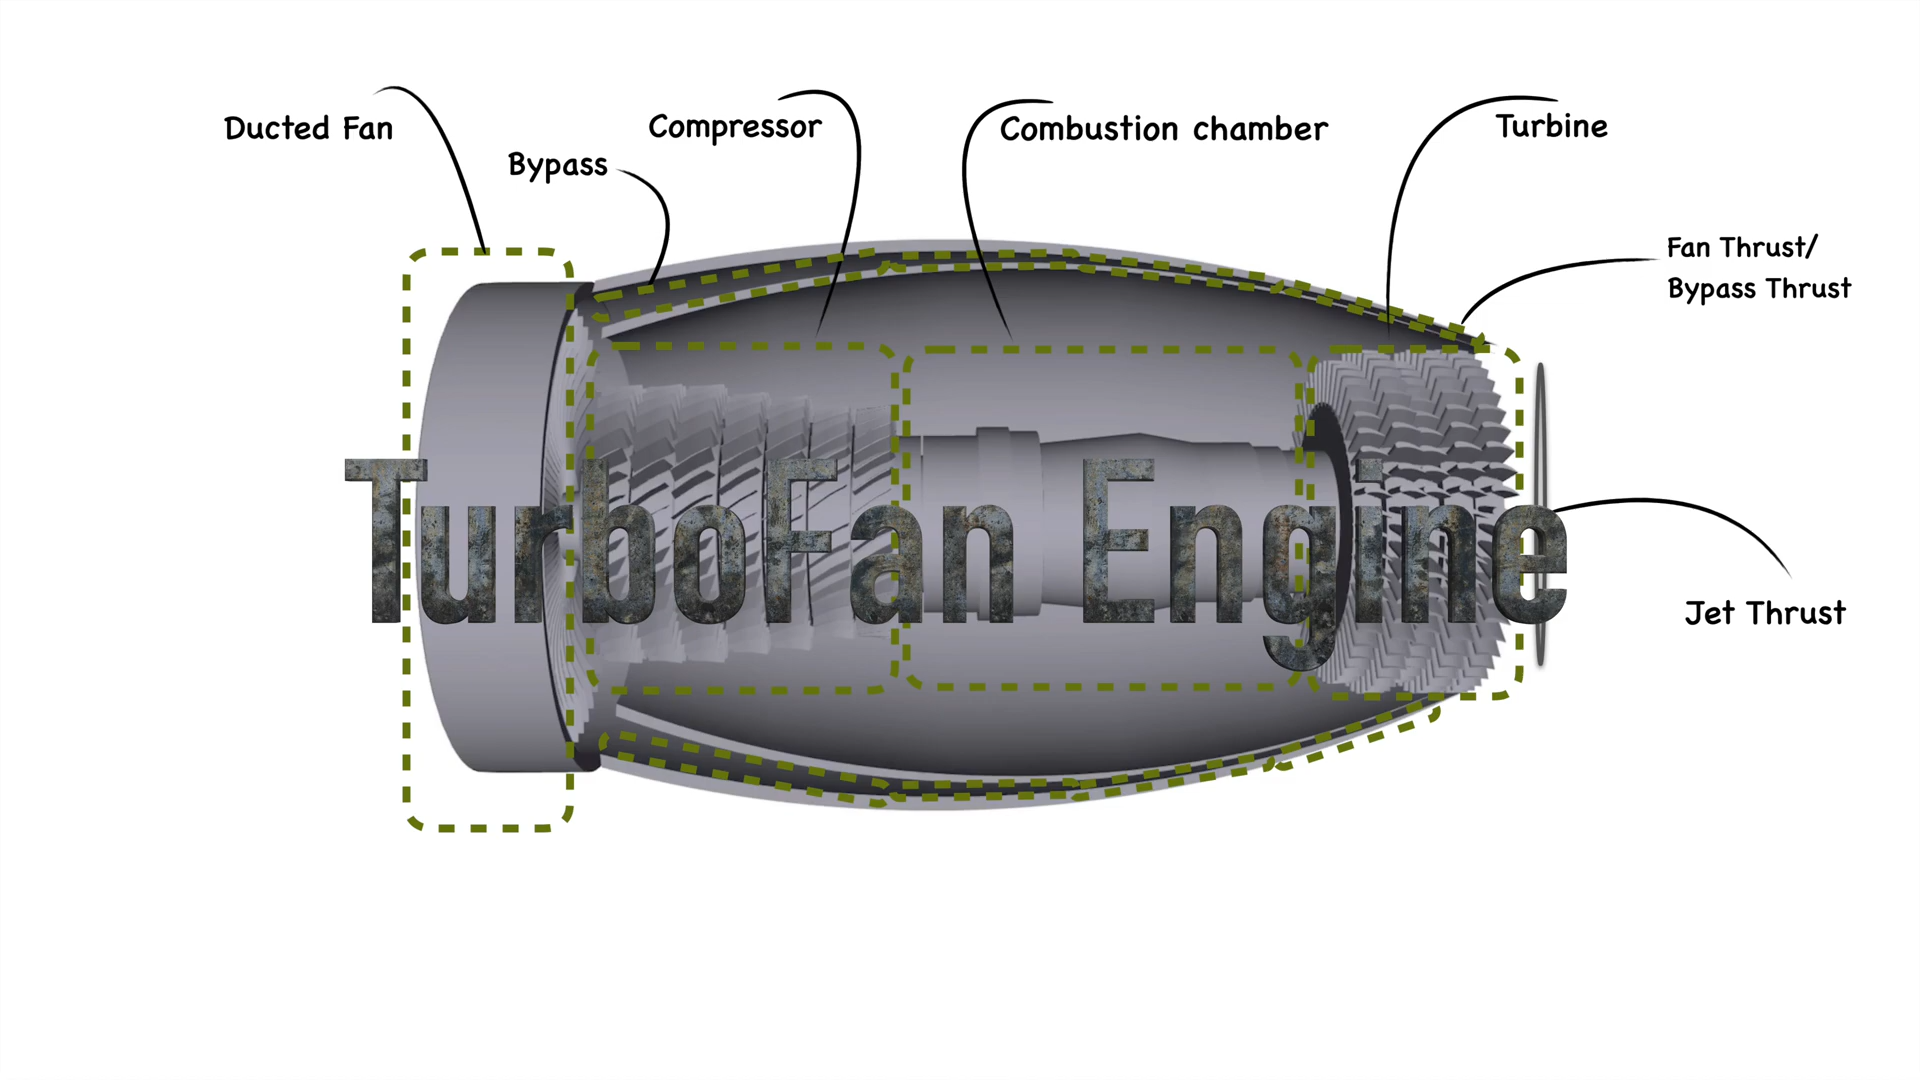 Ducted Fan
Bypass
Compressor
Combustion chamber
Turbine
Fan Thrust/
Bypass Thrust
TurboFan Engine
Jet Thrust